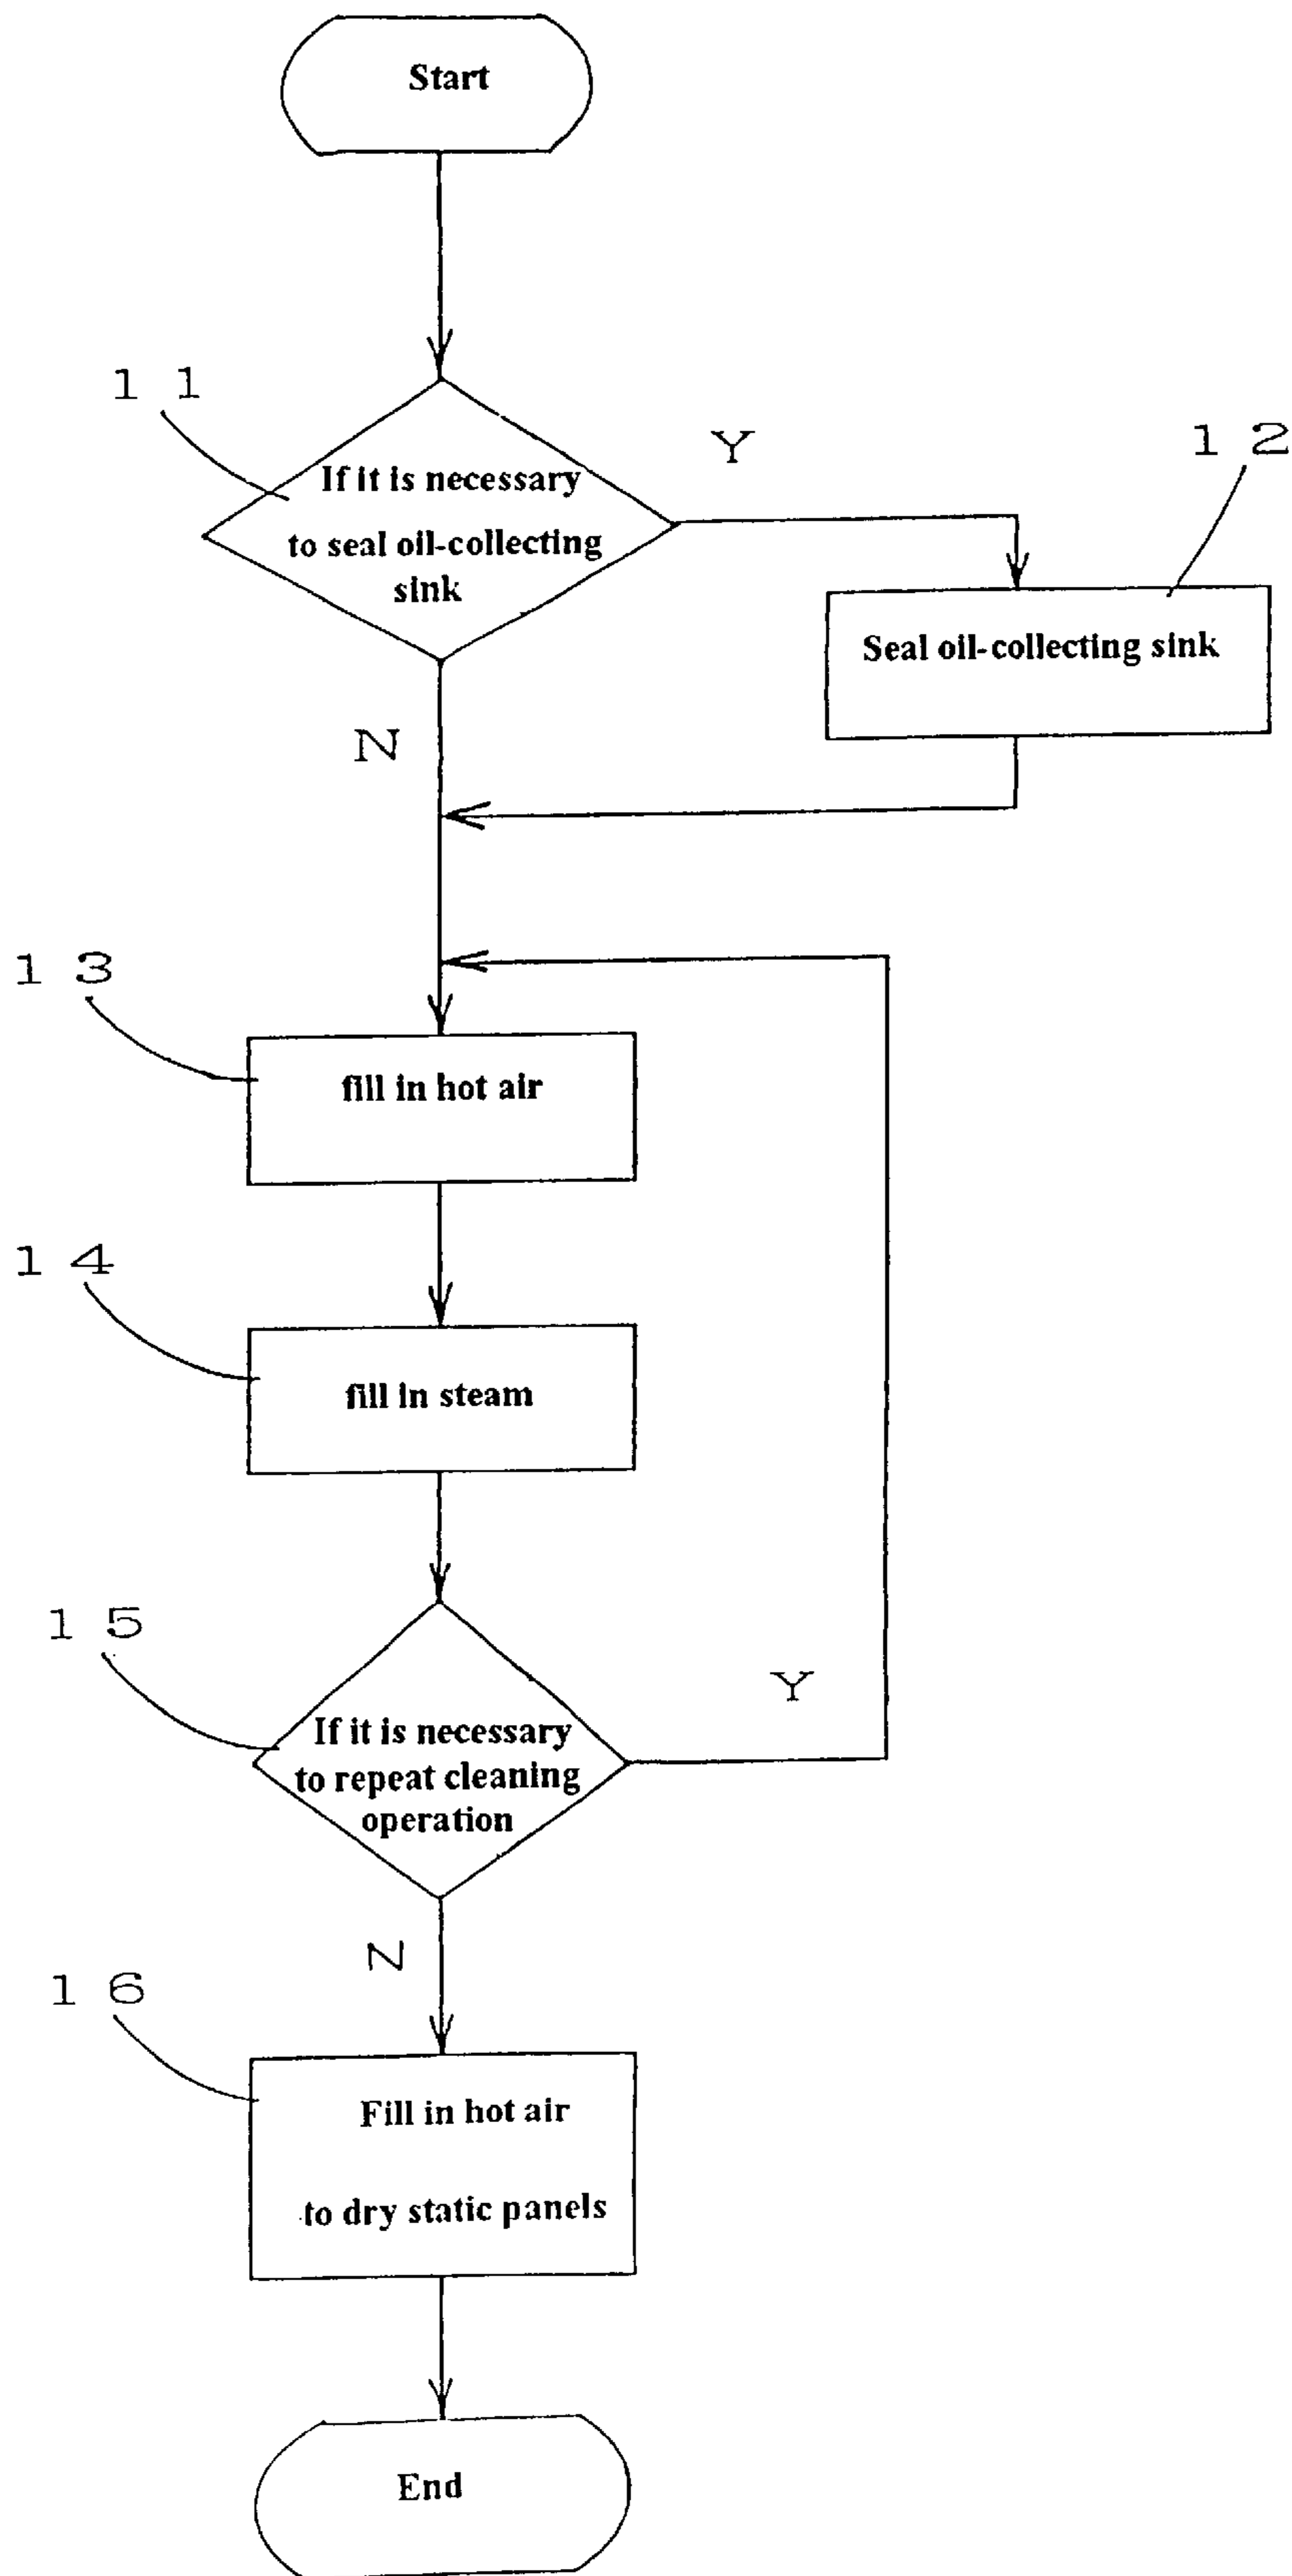 Start
1 1
If it is necessary
to seal oil-collecting
sink
Y
1 2
Seal oil-collecting sink
N
1 3
fill in hot air
1 4
fill in steam
1 5
If it is necessary
to repeat cleaning
operation
Y
N
1 6
Fill in hot air
to dry static panels
End